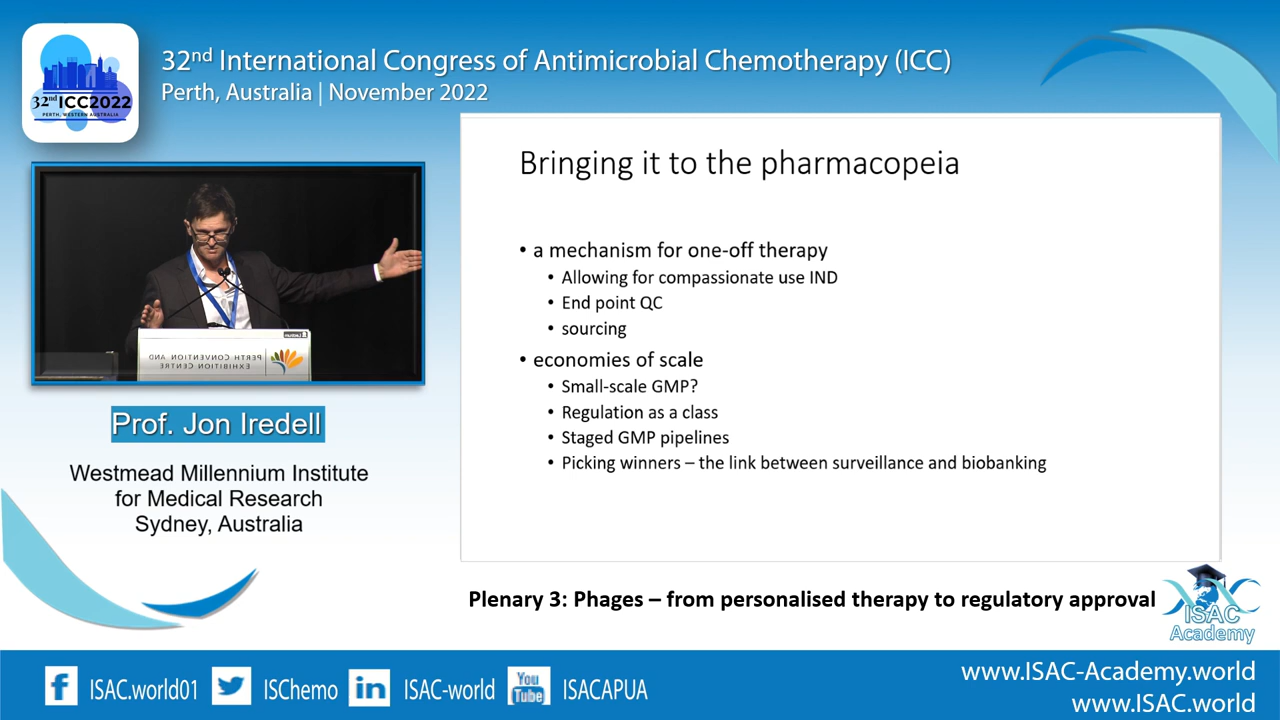 32nd International Congress of Antimicrobial Chemotherapy (ICC)
Perth, Australia | November 2022
32nd ICC2022
PERTH, WESTERN AUSTRALIA
Bringing it to the pharmacopeia
• a mechanism for one-off therapy
• Allowing for compassionate use IND
• End point QC
• sourcing
• economies of scale
• Small-scale GMP?
• Regulation as a class
• Staged GMP pipelines
• Picking winners – the link between surveillance and biobanking
PERTH CONVENTION AND
EXHIBITION CENTRE
Prof. Jon Iredell
Westmead Millennium Institute
for Medical Research
Sydney, Australia
Plenary 3: Phages – from personalised therapy to regulatory approval
ISAC
Academy
f ISAC.world01
ISChemo
in ISAC-world
You
Tube ISACAPUA
www.ISAC-Academy.world
www.ISAC.world